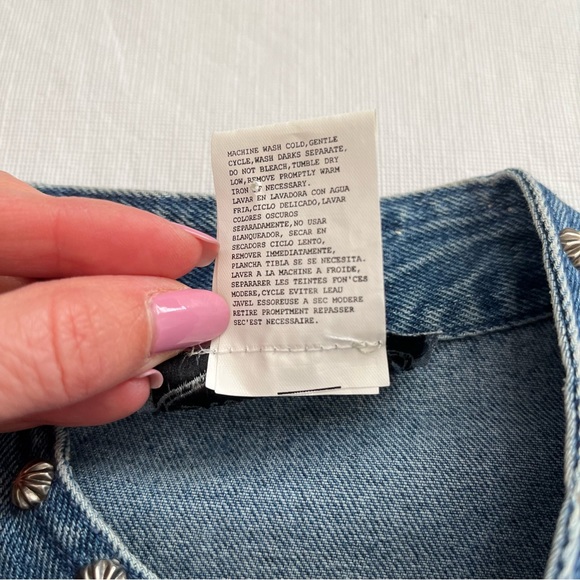 MACHINE WASH COLD,GENTLE
CYCLE,WASH DARKS SEPARATE.
DO NOT BLEACH,TUMBLE DRY
LOW,REMOVE PROMPTLY WARM
IRON IF NECESSARY.
LAVAR EN LAVADORA CON AGUA
FRIA,CICLO DELICADO,LAVAR
COLORES OSCUROS
SEPARADAMENTE,NO USAR
BLANQUEADOR, SECAR EN
SECADORS CICLO LENTO,
REMOVER IMMEDIATAMENTE,
PLANCHA TIBLA SE SE NECESITA.
LAVER A LA MACHINE A FROIDE,
SEPARARER LES TEINTES FON'CES
MODERE,CYCLE EVITER LEAU
JAVEL ESSOREUSE A SEC MODERE
RETIRE PROMPTMENT REPASSER
SEC'EST NECESSAIRE.